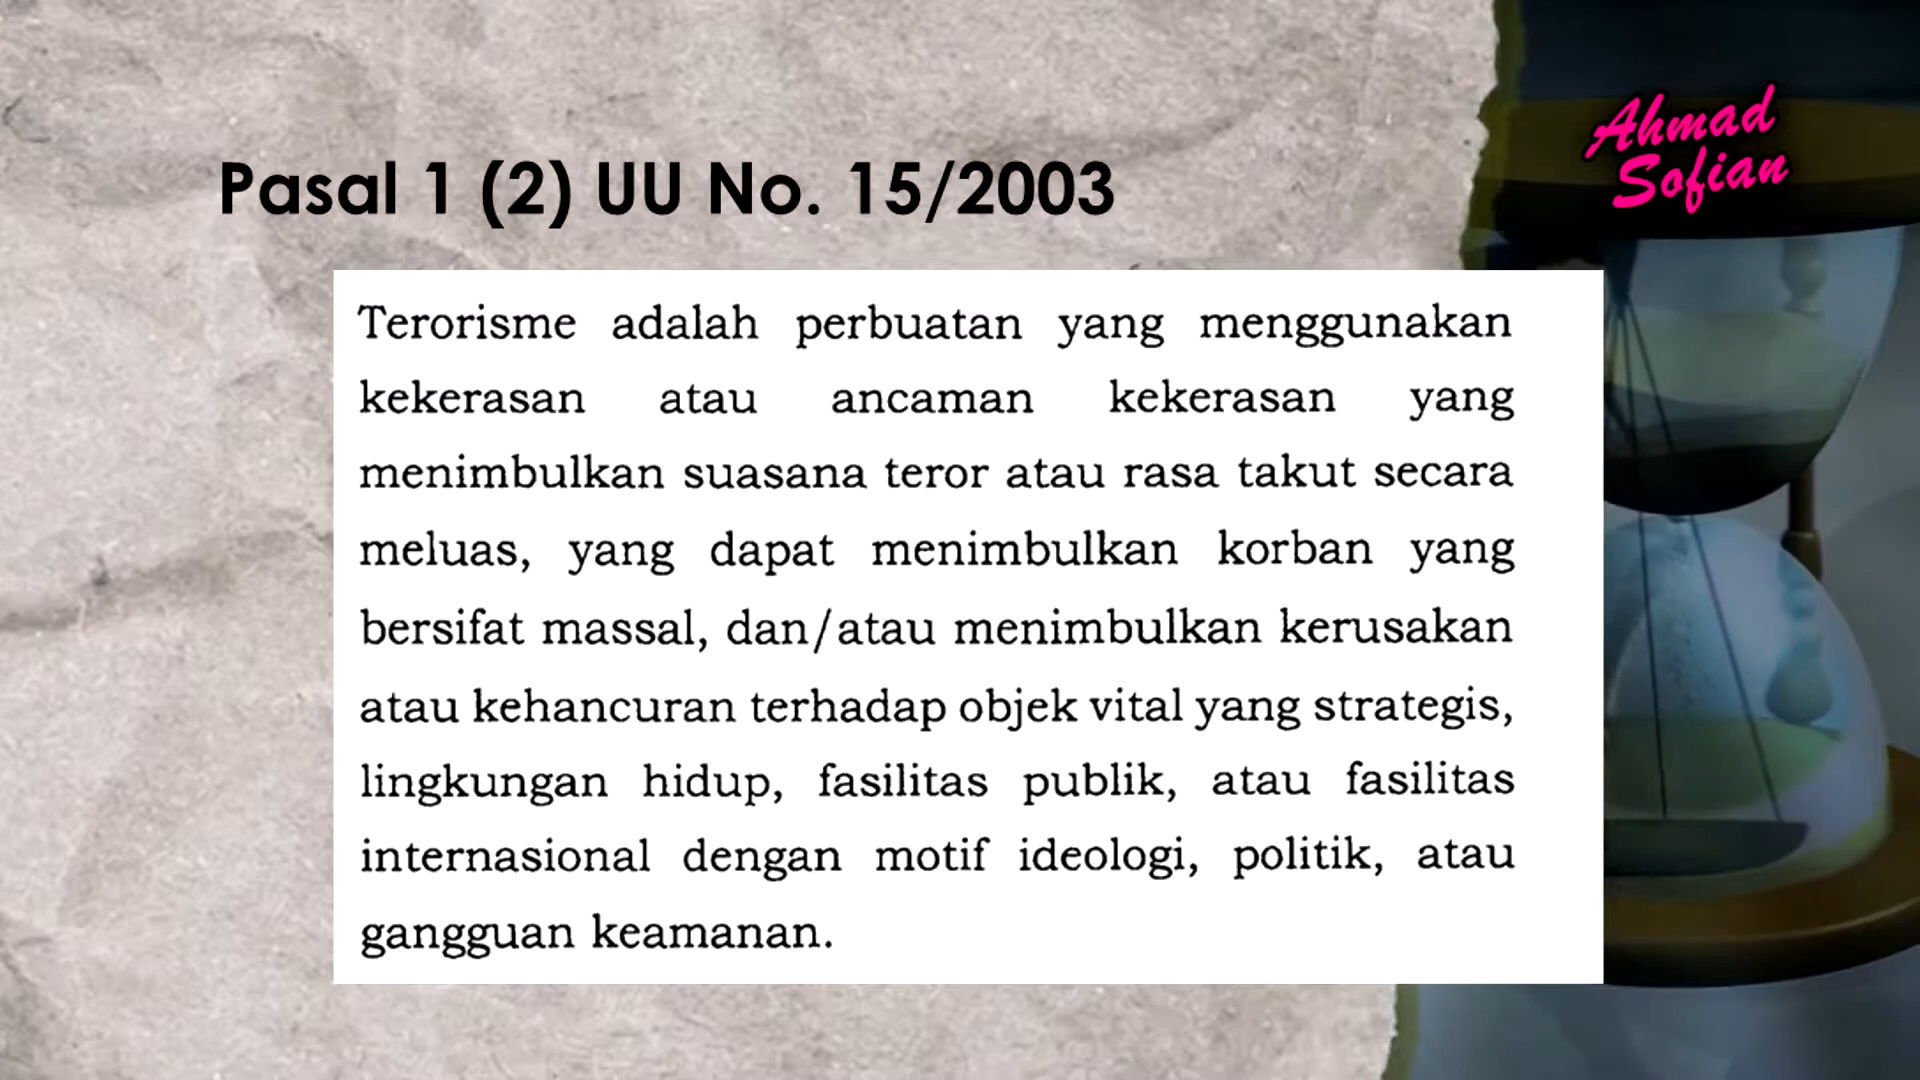 Ahmad
Sofian
Pasal 1 (2) UU No. 15/2003
Terorisme adalah perbuatan yang menggunakan
kekerasan atau ancaman kekerasan yang
menimbulkan suasana teror atau rasa takut secara
meluas, yang dapat menimbulkan korban yang
bersifat massal, dan/atau menimbulkan kerusakan
atau kehancuran terhadap objek vital yang strategis,
lingkungan hidup, fasilitas publik, atau fasilitas
internasional dengan motif ideologi, politik, atau
gangguan keamanan.